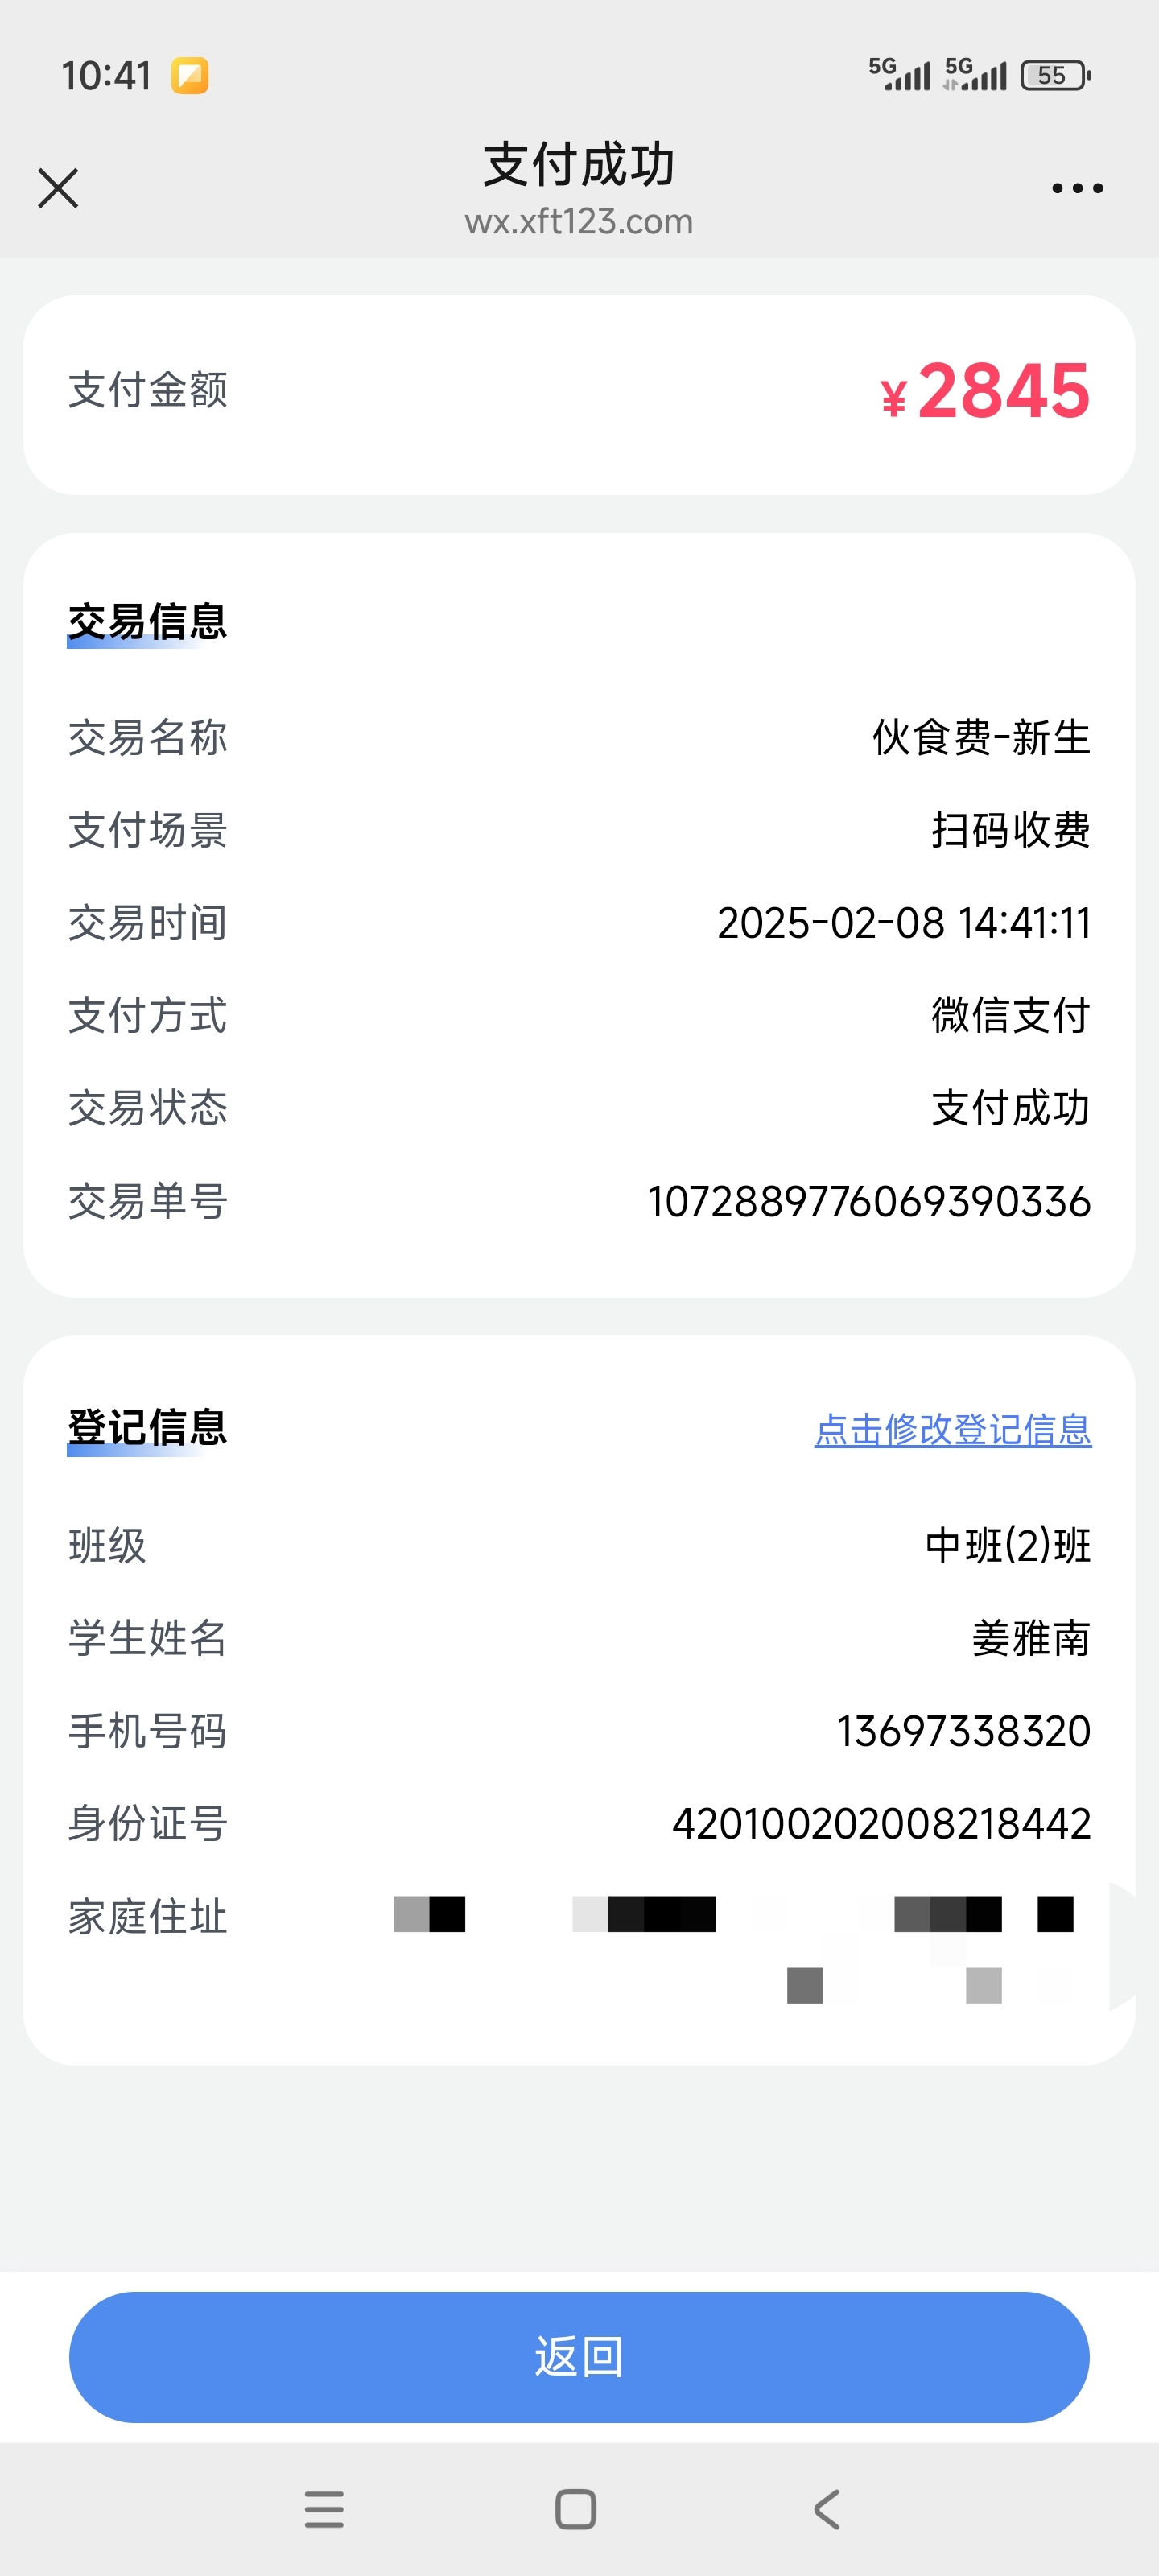 10:41
5G 5G 55
支付成功
wx.xft123.com
支付金额 ¥2845
交易信息
交易名称 伙食费-新生
支付场景 扫码收费
交易时间 2025-02-08 14:41:11
支付方式 微信支付
交易状态 支付成功
交易单号 1072889776069390336
登记信息 点击修改登记信息
班级 中班(2)班
学生姓名 姜雅南
手机号码 13697338320
身份证号 420100202008218442
家庭住址
返回